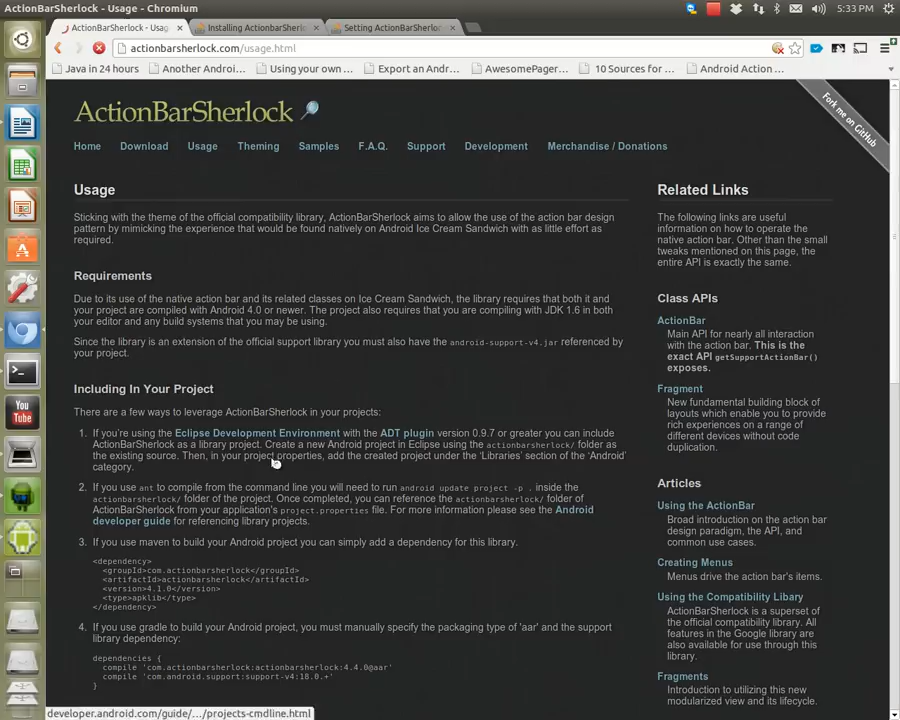 ActionBarSherlock - Usage - Chromium
5:33 PM
ActionBarSherlock - Usa
Installing ActionbarSherl
Setting ActionbarSherloc
actionbarsherlock.com/usage.html
Java in 24 hours
Another Androi...
Using your own ...
Export an Andr...
AwesomePager...
10 Sources for ...
Android Action ...
ActionBarSherlock
Fork me on GitHub
Home Download Usage Theming Samples F.A.Q. Support Development Merchandise / Donations
Usage
Sticking with the theme of the official compatibility library, ActionBarSherlock aims to allow the use of the action bar design
pattern by mimicking the experience that would be found natively on Android Ice Cream Sandwich with as little effort as
required.
Requirements
Due to its use of the native action bar and its related classes on Ice Cream Sandwich, the library requires that both it and
your project are compiled with Android 4.0 or newer. The project also requires that you are compiling with JDK 1.6 in both
your editor and any build systems that you may be using.
Since the library is an extension of the official support library you must also have the android-support-v4.jar referenced by
your project.
Including In Your Project
There are a few ways to leverage ActionBarSherlock in your projects:
1. If you're using the Eclipse Development Environment with the ADT plugin version 0.9.7 or greater you can include
ActionBarSherlock as a library project. Create a new Android project in Eclipse using the actionbarsherlock/ folder as
the existing source. Then, in your project properties, add the created project under the 'Libraries' section of the 'Android'
category.
2. If you use ant to compile from the command line you will need to run android update project -p . inside the
actionbarsherlock/ folder of the project. Once completed, you can reference the actionbarsherlock/ folder of
ActionBarSherlock from your application's project.properties file. For more information please see the Android
developer guide for referencing library projects.
3. If you use maven to build your Android project you can simply add a dependency for this library.
<dependency>
<groupId>com.actionbarsherlock</groupId>
<artifactId>actionbarsherlock</artifactId>
<version>4.1.0</version>
<type>apklib</type>
</dependency>
4. If you use gradle to build your Android project, you must manually specify the packaging type of 'aar' and the support
library dependency:
dependencies {
compile 'com.actionbarsherlock:actionbarsherlock:4.4.0@aar'
compile 'com.android.support:support-v4:18.0.+'
}
Related Links
The following links are useful
information on how to operate the
native action bar. Other than the small
tweaks mentioned on this page, the
entire API is exactly the same.
Class APIs
ActionBar
Main API for nearly all interaction
with the action bar. This is the
exact API getSupportActionBar()
exposes.
Fragment
New fundamental building block of
layouts which enable you to provide
rich experiences on a range of
different devices without code
duplication.
Articles
Using the ActionBar
Broad introduction on the action bar
design paradigm, the API, and
common use cases.
Creating Menus
Menus drive the action bar's items.
Using the Compatibility Libary
ActionBarSherlock is a superset of
the official compatibility library. All
features in the Google library are
also available for use through this
library.
Fragments
Introduction to utilizing this new
modularized view and its lifecycle.
You
Tube
developer.android.com/guide/.../projects-cmdline.html